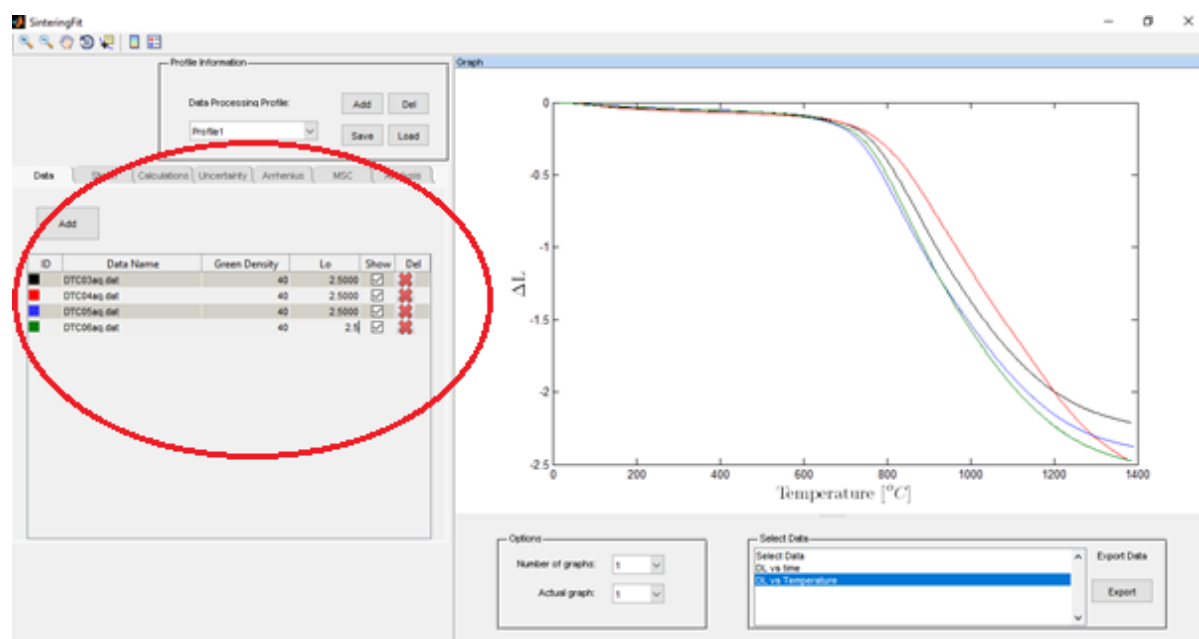 SinteringFit
Profile Information
Data Processing Profile:
Add
Del
Profile1
Save
Load
Data
Calculations
Uncertainty
Arrhenius
MSC
Analysis
Add
ID Data Name Green Density Lo Show Del
DTC03aq.dat 40 2.5000
DTC04aq.dat 40 2.5000
DTC05aq.dat 40 2.5000
DTC06aq.dat 40 2.5
Graph
0
-0.5
-1
-1.5
-2
-2.5
ΔL
0 200 400 600 800 1000 1200 1400
Temperature [°C]
Options
Number of graphs: 1
Actual graph: 1
Select Data
Select Data
DL vs time
DL vs Temperature
Export Data
Export